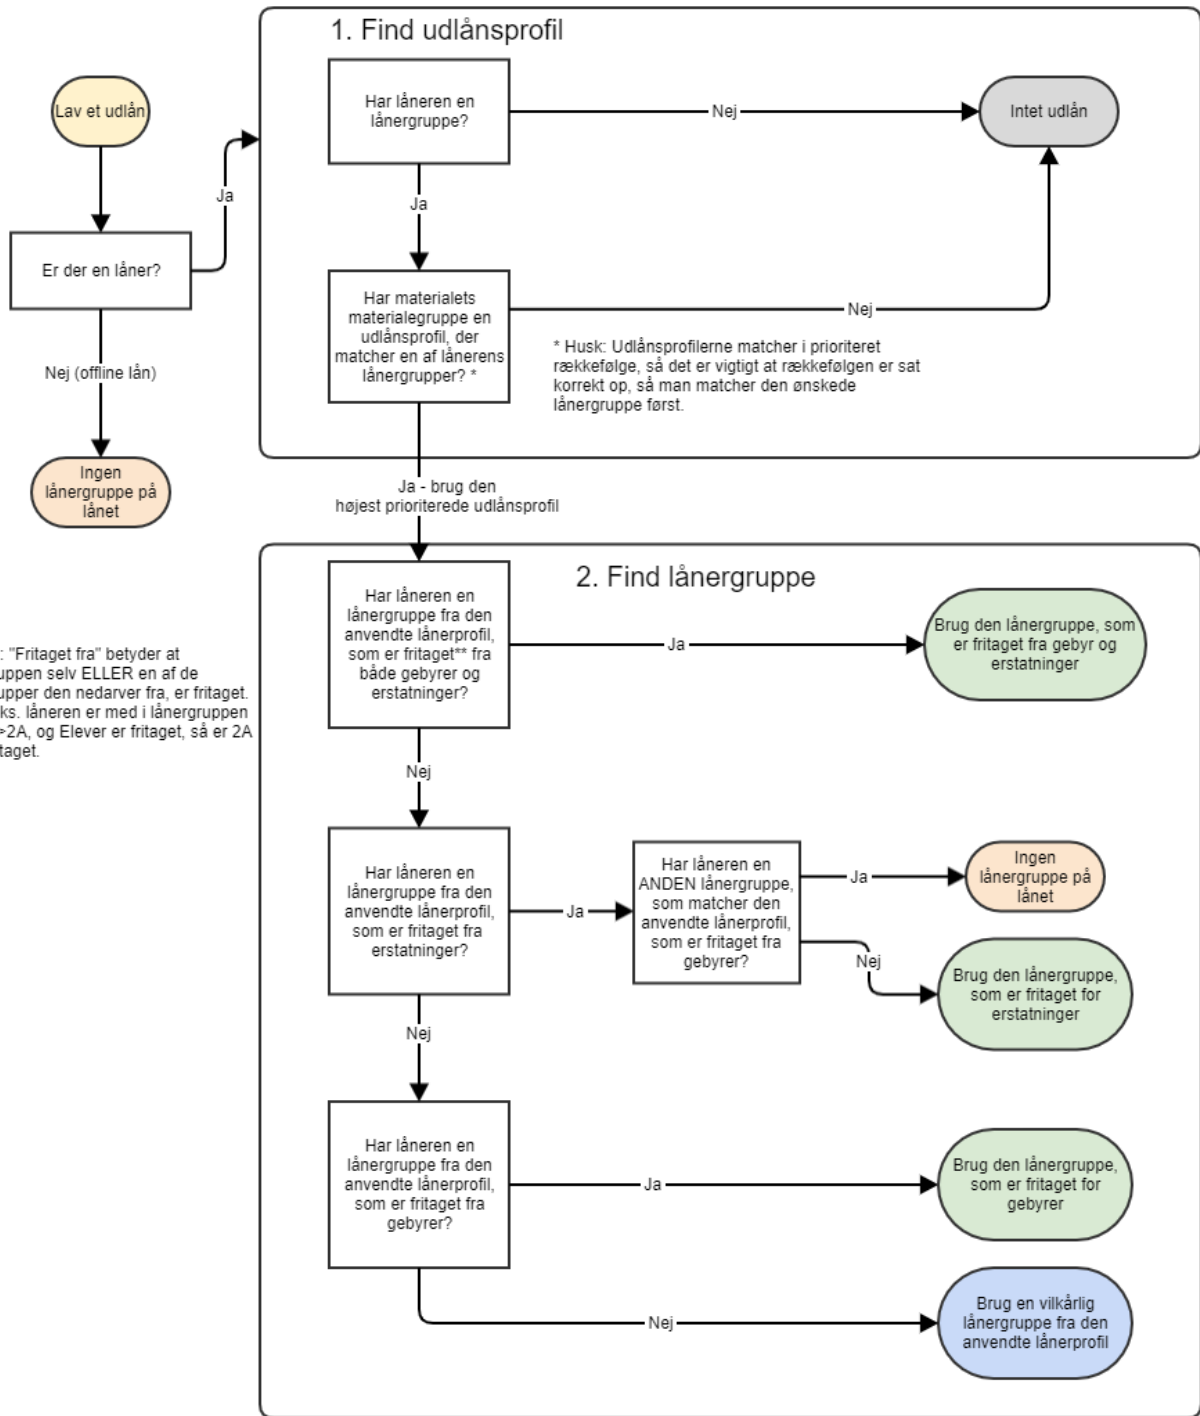 1. Find udlånsprofil
Lav et udlån
Har låneren en
lånergruppe?
Nej
Intet udlån
Ja
Ja
Er der en låner?
Har materialets
materialegruppe en
udlånsprofil, der
matcher en af lånerens
lånergrupper? *
Nej
* Husk: Udlånsprofilerne matcher i prioriteret
rækkefølge, så det er vigtigt at rækkefølgen er sat
korrekt op, så man matcher den ønskede
lånergruppe først.
Nej (offline lån)
Ingen
lånergruppe på
lånet
Ja - brug den
højest prioriterede udlånsprofil
2. Find lånergruppe
Har låneren en
lånergruppe fra den
anvendte lånerprofil,
som er fritaget** fra
både gebyrer og
erstatninger?
Ja
Brug den lånergruppe, som
er fritaget fra gebyr og
erstatninger
: "Fritaget fra" betyder at
selv ELLER en af de
den nedarver fra, er fritaget.
låneren er med i lånergruppen
>2A, og Elever er fritaget, så er 2A
Nej
Har låneren en
lånergruppe fra den
anvendte lånerprofil,
som er fritaget fra
erstatninger?
Ja
Har låneren en
ANDEN lånergruppe,
som matcher den
anvendte lånerprofil,
som er fritaget fra
gebyrer?
Ja
Ingen
lånergruppe på
lånet
Nej
Brug den lånergruppe,
som er fritaget for
erstatninger
Nej
Har låneren en
lånergruppe fra den
anvendte lånerprofil,
som er fritaget fra
gebyrer?
Ja
Brug den lånergruppe,
som er fritaget for
gebyrer
Nej
Brug en vilkårlig
lånergruppe fra den
anvendte lånerprofil